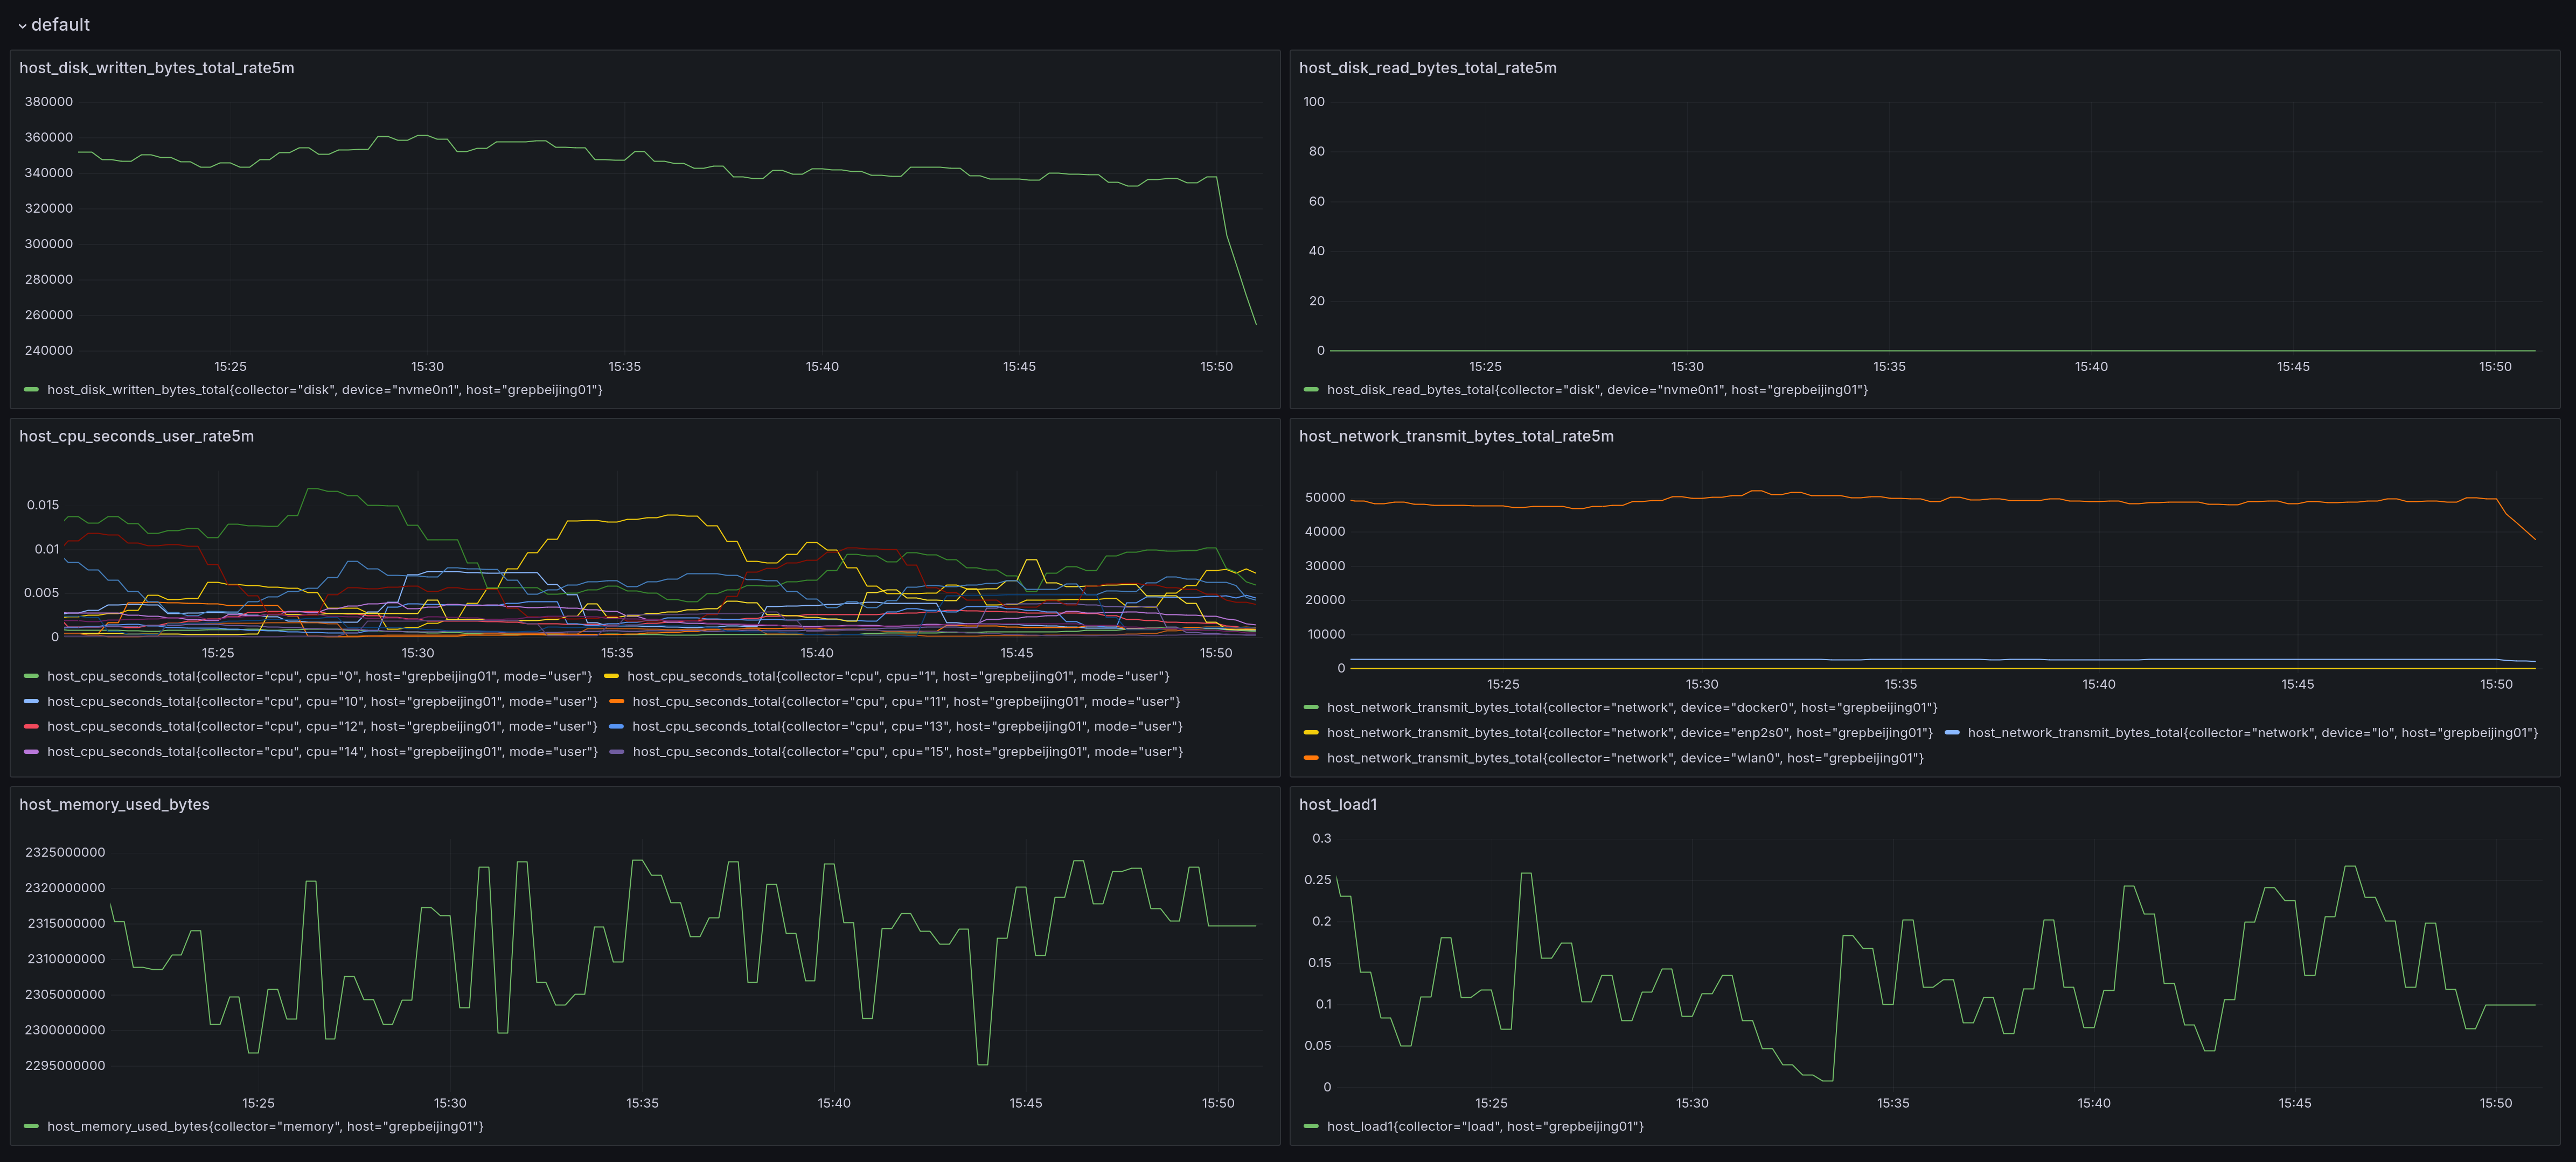 default
host_disk_written_bytes_total_rate5m
380000
360000
340000
320000
300000
280000
260000
240000
15:25 15:30 15:35 15:40 15:45 15:50
host_disk_written_bytes_total{collector="disk", device="nvme0n1", host="grepbeijing01"}
host_disk_read_bytes_total_rate5m
100
80
60
40
20
0
15:25 15:30 15:35 15:40 15:45 15:50
host_disk_read_bytes_total{collector="disk", device="nvme0n1", host="grepbeijing01"}
host_cpu_seconds_user_rate5m
0.015
0.01
0.005
0
15:25 15:30 15:35 15:40 15:45 15:50
host_cpu_seconds_total{collector="cpu", cpu="0", host="grepbeijing01", mode="user"} host_cpu_seconds_total{collector="cpu", cpu="1", host="grepbeijing01", mode="user"}
host_cpu_seconds_total{collector="cpu", cpu="10", host="grepbeijing01", mode="user"} host_cpu_seconds_total{collector="cpu", cpu="11", host="grepbeijing01", mode="user"}
host_cpu_seconds_total{collector="cpu", cpu="12", host="grepbeijing01", mode="user"} host_cpu_seconds_total{collector="cpu", cpu="13", host="grepbeijing01", mode="user"}
host_cpu_seconds_total{collector="cpu", cpu="14", host="grepbeijing01", mode="user"} host_cpu_seconds_total{collector="cpu", cpu="15", host="grepbeijing01", mode="user"}
host_network_transmit_bytes_total_rate5m
50000
40000
30000
20000
10000
0
15:25 15:30 15:35 15:40 15:45 15:50
host_network_transmit_bytes_total{collector="network", device="docker0", host="grepbeijing01"}
host_network_transmit_bytes_total{collector="network", device="enp2s0", host="grepbeijing01"} host_network_transmit_bytes_total{collector="network", device="lo", host="grepbeijing01"}
host_network_transmit_bytes_total{collector="network", device="wlan0", host="grepbeijing01"}
host_memory_used_bytes
2325000000
2320000000
2315000000
2310000000
2305000000
2300000000
2295000000
15:25 15:30 15:35 15:40 15:45 15:50
host_memory_used_bytes{collector="memory", host="grepbeijing01"}
host_load1
0.3
0.25
0.2
0.15
0.1
0.05
0
15:25 15:30 15:35 15:40 15:45 15:50
host_load1{collector="load", host="grepbeijing01"}